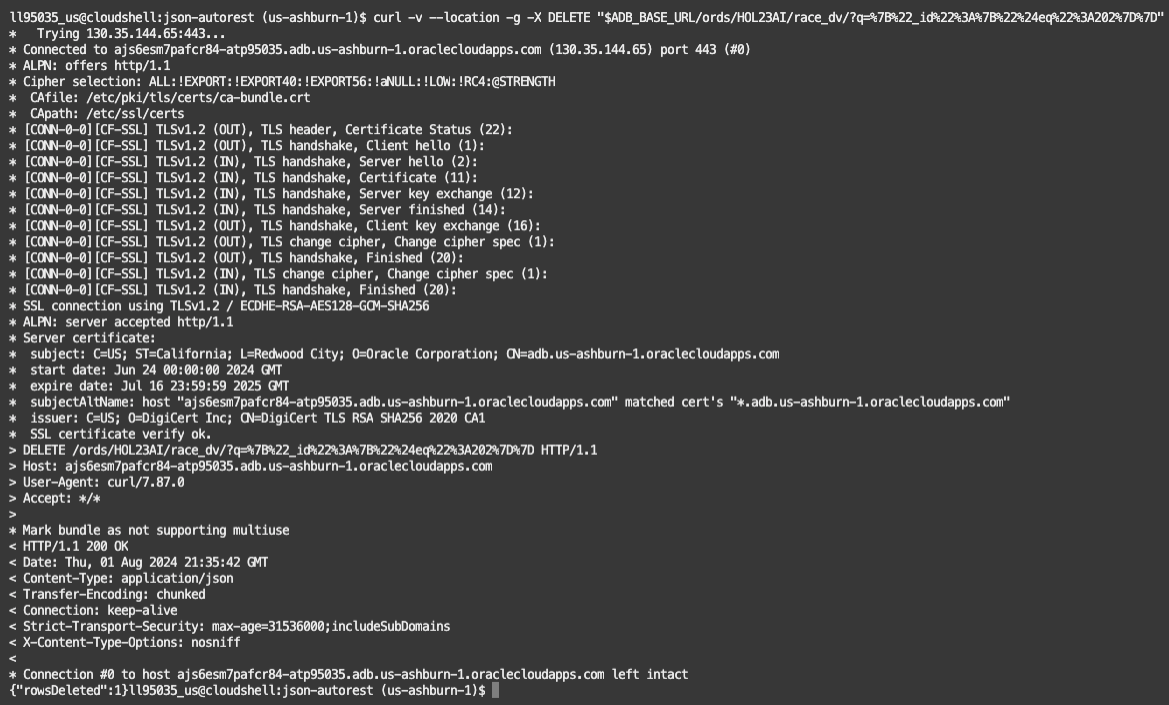 ll95035_us@cloudshell:json-autorest (us-ashburn-1)$ curl -v --location -g -X DELETE "$ADB_BASE_URL/ords/HOL23AI/race_dv/?q=%7B%22_id%22%3A%7B%22%24eq%22%3A202%7D%7D"
*   Trying 130.35.144.65:443...
* Connected to ajs6esm7pafcr84-atp95035.adb.us-ashburn-1.oraclecloudapps.com (130.35.144.65) port 443 (#0)
* ALPN: offers http/1.1
* Cipher selection: ALL:!EXPORT:!EXPORT40:!EXPORT56:!aNULL:!LOW:!RC4:@STRENGTH
*  CAfile: /etc/pki/tls/certs/ca-bundle.crt
*  CApath: /etc/ssl/certs
* [CONN-0-0][CF-SSL] TLSv1.2 (OUT), TLS header, Certificate Status (22):
* [CONN-0-0][CF-SSL] TLSv1.2 (OUT), TLS handshake, Client hello (1):
* [CONN-0-0][CF-SSL] TLSv1.2 (IN), TLS handshake, Server hello (2):
* [CONN-0-0][CF-SSL] TLSv1.2 (IN), TLS handshake, Certificate (11):
* [CONN-0-0][CF-SSL] TLSv1.2 (IN), TLS handshake, Server key exchange (12):
* [CONN-0-0][CF-SSL] TLSv1.2 (IN), TLS handshake, Server finished (14):
* [CONN-0-0][CF-SSL] TLSv1.2 (OUT), TLS handshake, Client key exchange (16):
* [CONN-0-0][CF-SSL] TLSv1.2 (OUT), TLS change cipher, Change cipher spec (1):
* [CONN-0-0][CF-SSL] TLSv1.2 (OUT), TLS handshake, Finished (20):
* [CONN-0-0][CF-SSL] TLSv1.2 (IN), TLS change cipher, Change cipher spec (1):
* [CONN-0-0][CF-SSL] TLSv1.2 (IN), TLS handshake, Finished (20):
* SSL connection using TLSv1.2 / ECDHE-RSA-AES128-GCM-SHA256
* ALPN: server accepted http/1.1
* Server certificate:
*  subject: C=US; ST=California; L=Redwood City; O=Oracle Corporation; CN=adb.us-ashburn-1.oraclecloudapps.com
*  start date: Jun 24 00:00:00 2024 GMT
*  expire date: Jul 16 23:59:59 2025 GMT
*  subjectAltName: host "ajs6esm7pafcr84-atp95035.adb.us-ashburn-1.oraclecloudapps.com" matched cert's "*.adb.us-ashburn-1.oraclecloudapps.com"
*  issuer: C=US; O=DigiCert Inc; CN=DigiCert TLS RSA SHA256 2020 CA1
*  SSL certificate verify ok.
> DELETE /ords/HOL23AI/race_dv/?q=%7B%22_id%22%3A%7B%22%24eq%22%3A202%7D%7D HTTP/1.1
> Host: ajs6esm7pafcr84-atp95035.adb.us-ashburn-1.oraclecloudapps.com
> User-Agent: curl/7.87.0
> Accept: */*
>
* Mark bundle as not supporting multiuse
< HTTP/1.1 200 OK
< Date: Thu, 01 Aug 2024 21:35:42 GMT
< Content-Type: application/json
< Transfer-Encoding: chunked
< Connection: keep-alive
< Strict-Transport-Security: max-age=31536000;includeSubDomains
< X-Content-Type-Options: nosniff
<
* Connection #0 to host ajs6esm7pafcr84-atp95035.adb.us-ashburn-1.oraclecloudapps.com left intact
{"rowsDeleted":1}ll95035_us@cloudshell:json-autorest (us-ashburn-1)$